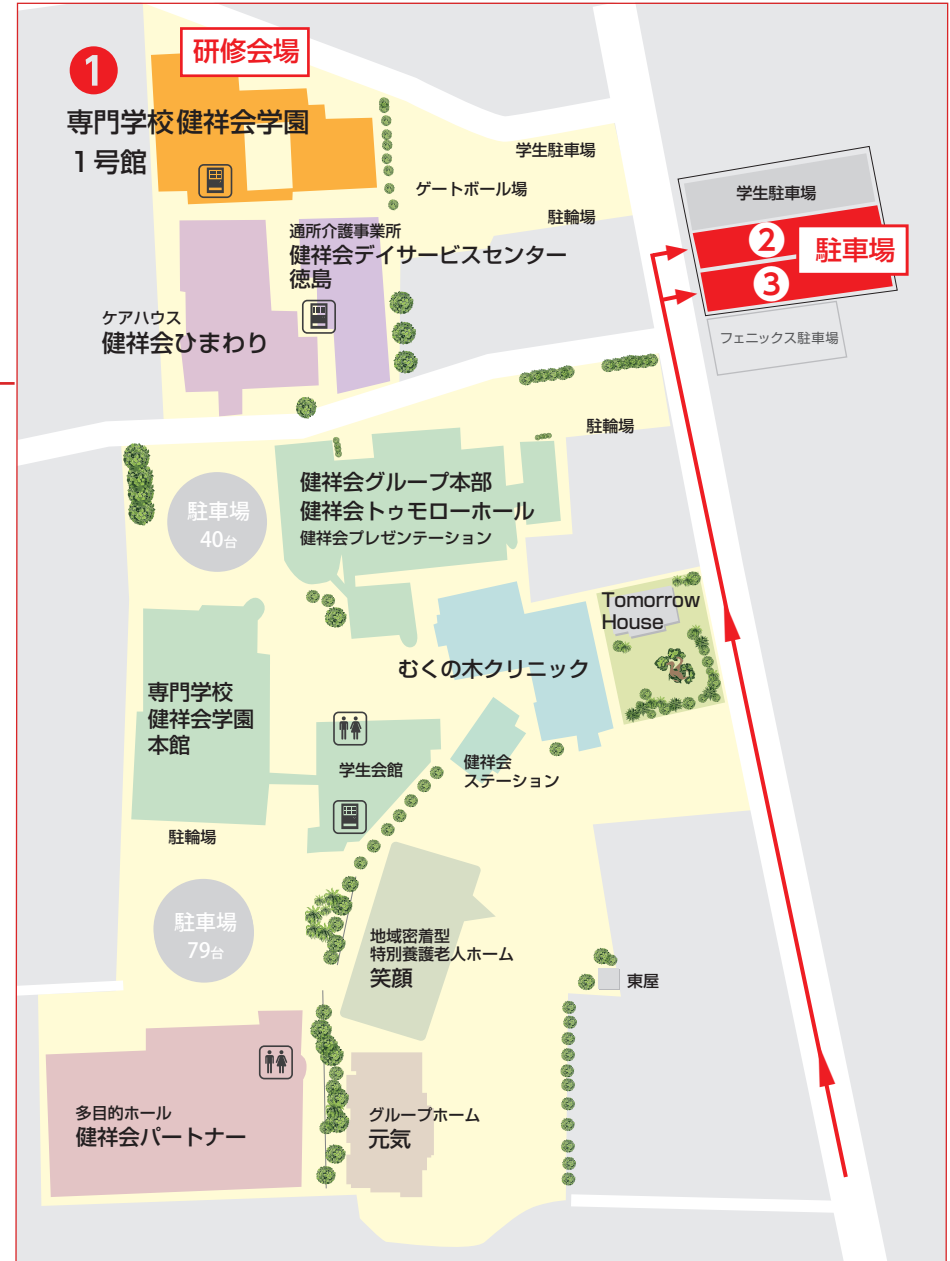 ❶
研修会場
専門学校 健祥会学園
１号館
学生駐車場
ゲートボール場
駐輪場
通所介護事業所
健祥会デイサービスセンター
徳島
ケアハウス
健祥会ひまわり
学生駐車場
❷
❸
駐車場
フェニックス駐車場
駐輪場
駐車場
40台
健祥会グループ本部
健祥会トゥモローホール
健祥会プレゼンテーション
Tomorrow
House
むくの木クリニック
専門学校
健祥会学園
本館
学生会館
健祥会
ステーション
駐輪場
駐車場
79台
地域密着型
特別養護老人ホーム
笑顔
東屋
多目的ホール
健祥会パートナー
グループホーム
元気